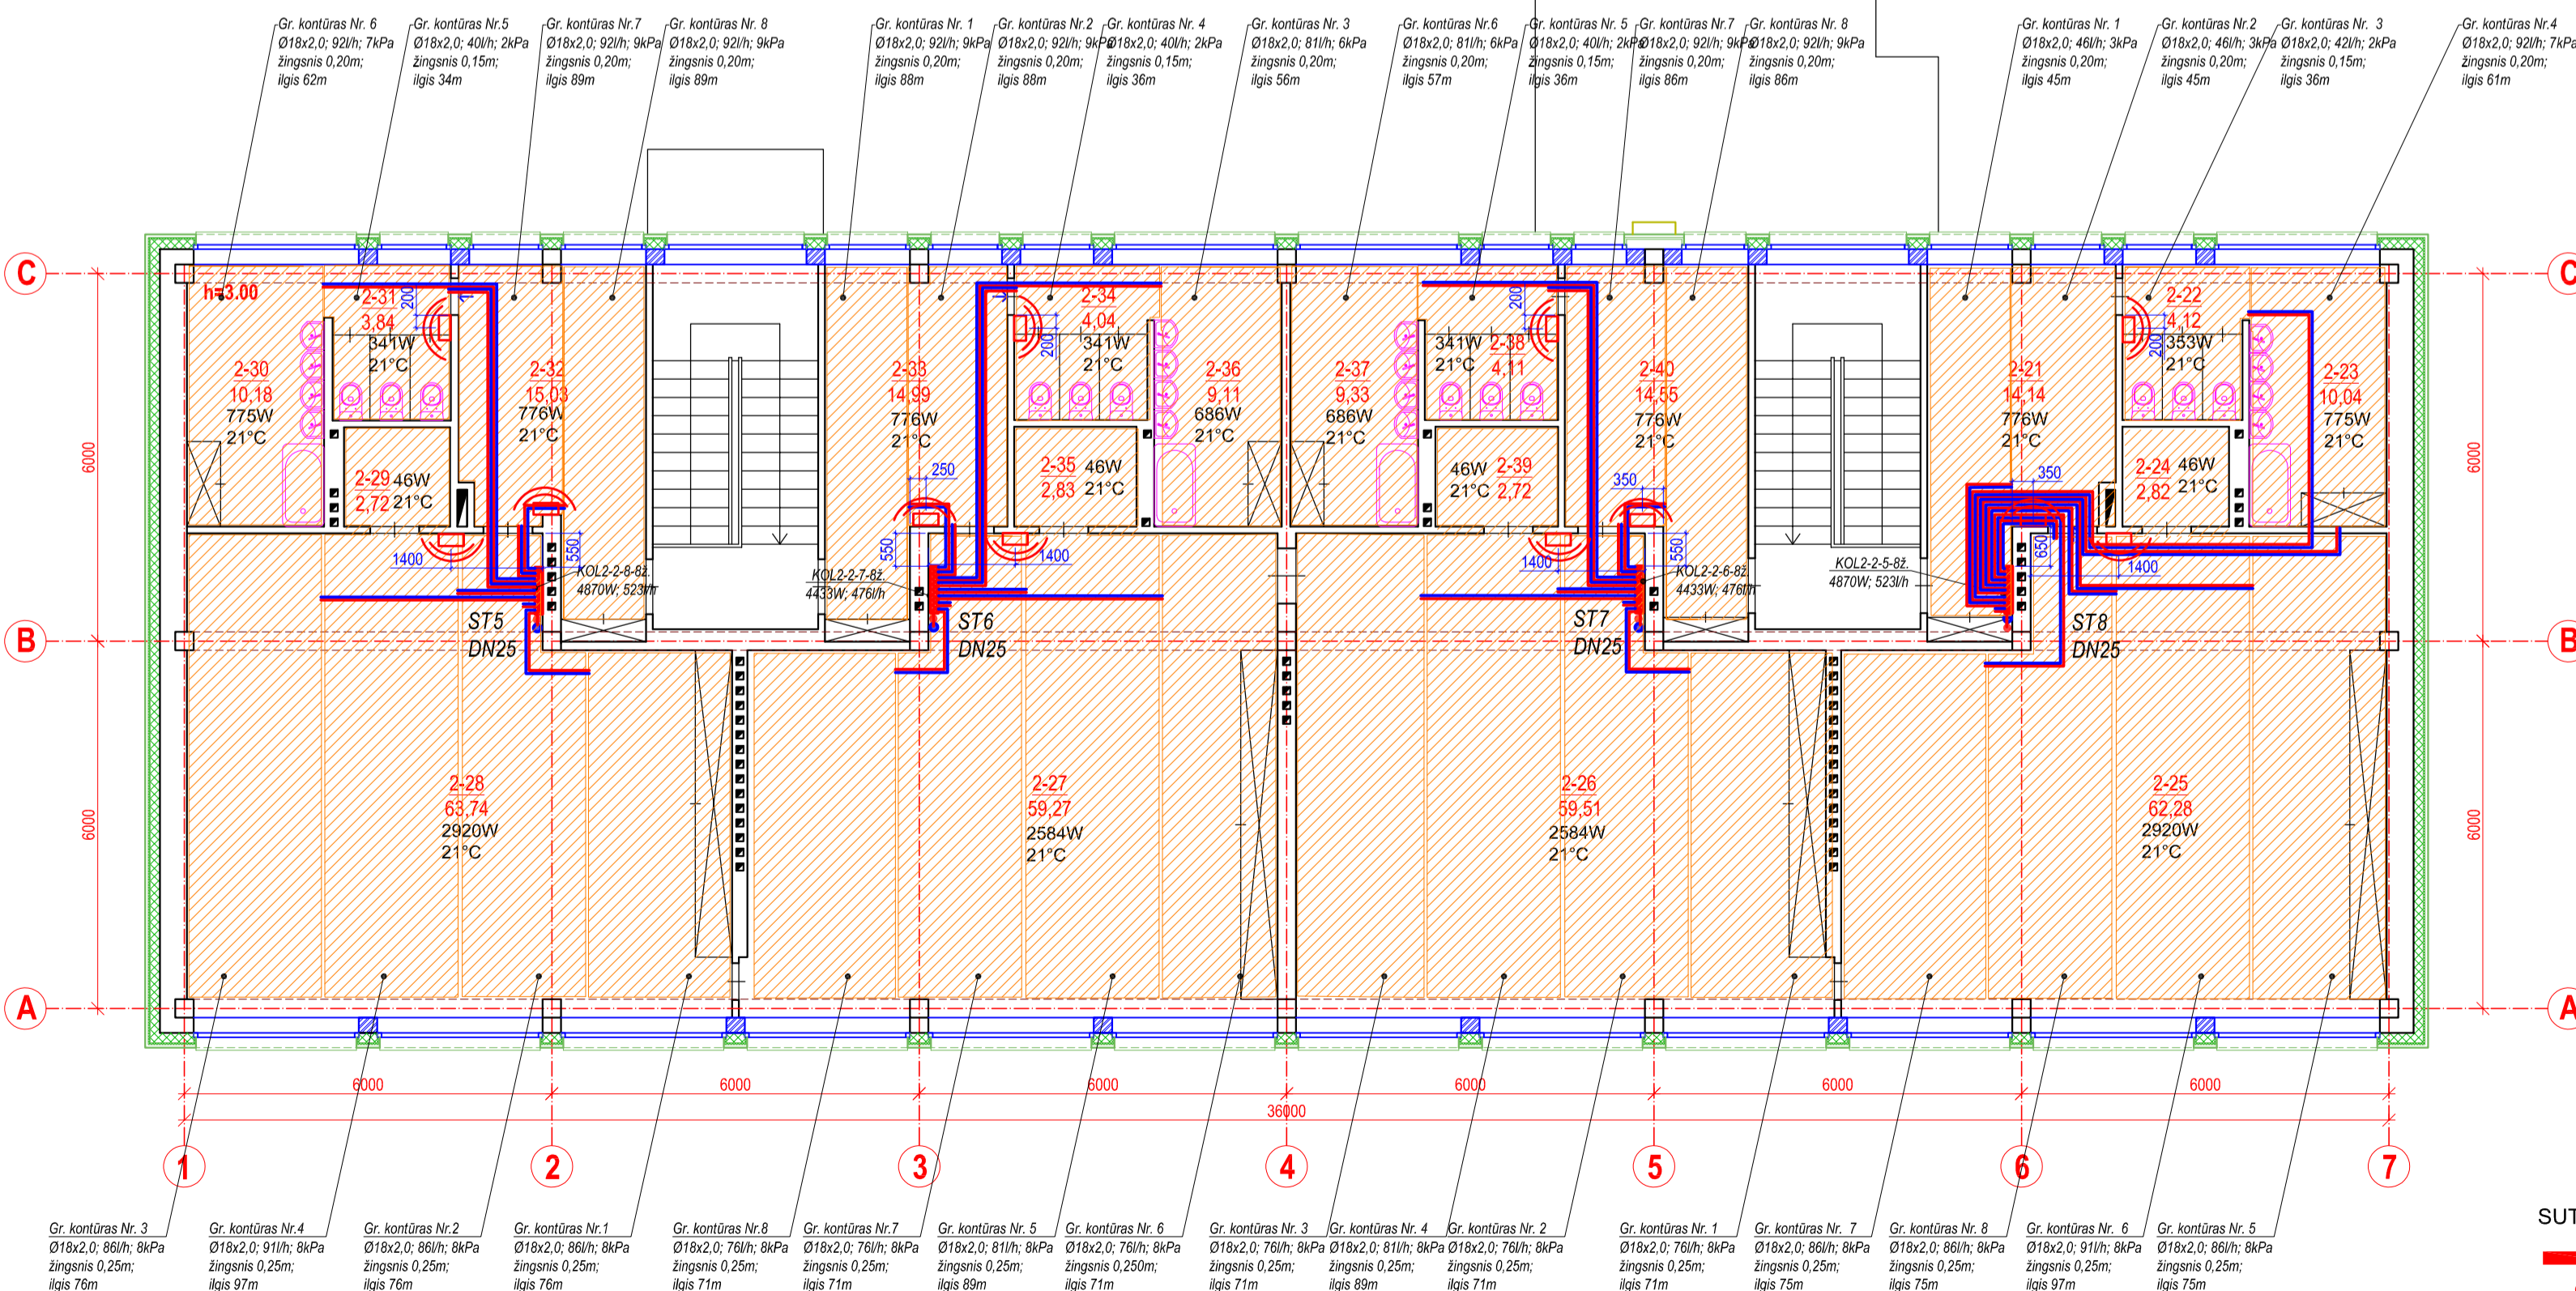 Gr. kontūras Nr. 6
Ø18x2,0; 92l/h; 7kPa
žingsnis 0,20m;
ilgis 62m
Gr. kontūras Nr.5
Ø18x2,0; 40l/h; 2kPa
žingsnis 0,15m;
ilgis 34m
Gr. kontūras Nr.7
Ø18x2,0; 92l/h; 9kPa
žingsnis 0,20m;
ilgis 89m
Gr. kontūras Nr. 8
Ø18x2,0; 92l/h; 9kPa
žingsnis 0,20m;
ilgis 89m
Gr. kontūras Nr. 1
Ø18x2,0; 92l/h; 9kPa
žingsnis 0,20m;
ilgis 88m
Gr. kontūras Nr.2
Ø18x2,0; 92l/h; 9kPa
žingsnis 0,20m;
ilgis 88m
Gr. kontūras Nr. 4
Ø18x2,0; 40l/h; 2kPa
žingsnis 0,15m;
ilgis 36m
Gr. kontūras Nr. 3
Ø18x2,0; 81l/h; 6kPa
žingsnis 0,20m;
ilgis 56m
Gr. kontūras Nr.6
Ø18x2,0; 81l/h; 6kPa
žingsnis 0,20m;
ilgis 57m
Gr. kontūras Nr. 5
Ø18x2,0; 40l/h; 2kPa
žingsnis 0,15m;
ilgis 36m
Gr. kontūras Nr.7
Ø18x2,0; 92l/h; 9kPa
žingsnis 0,20m;
ilgis 86m
Gr. kontūras Nr. 8
Ø18x2,0; 92l/h; 9kPa
žingsnis 0,20m;
ilgis 86m
Gr. kontūras Nr. 1
Ø18x2,0; 46l/h; 3kPa
žingsnis 0,20m;
ilgis 45m
Gr. kontūras Nr.2
Ø18x2,0; 46l/h; 3kPa
žingsnis 0,20m;
ilgis 45m
Gr. kontūras Nr. 3
Ø18x2,0; 42l/h; 2kPa
žingsnis 0,15m;
ilgis 36m
Gr. kontūras Nr.4
Ø18x2,0; 92l/h; 7kPa
žingsnis 0,20m;
ilgis 61m
C
C
h=3.00
2-31
3,84
341W
21°C
200
2-30
10,18
775W
21°C
2-29
2,72
46W
21°C
2-32
15,03
776W
21°C
1400
550
KOL2-2-8-8ž.
4870W; 523l/h
ST5
DN25
2-33
14,99
776W
21°C
250
550
KOL2-2-7-8ž.
4433W; 476l/h
ST6
DN25
2-34
4,04
341W
21°C
200
2-35
2,83
46W
21°C
1400
2-36
9,11
686W
21°C
2-37
9,33
686W
21°C
341W
21°C
2-38
4,11
200
46W
21°C
2-39
2,72
1400
2-40
14,55
776W
21°C
350
550
KOL2-2-6-8ž.
4433W; 476l/h
ST7
DN25
KOL2-2-5-8ž.
4870W; 523l/h
2-21
14,14
776W
21°C
350
650
1400
ST8
DN25
2-22
4,12
353W
21°C
200
2-24
2,82
46W
21°C
2-23
10,04
775W
21°C
6000
6000
B
B
2-28
63,74
2920W
21°C
2-27
59,27
2584W
21°C
2-26
59,51
2584W
21°C
2-25
62,28
2920W
21°C
6000
6000
A
A
6000
6000
6000
6000
6000
6000
36000
1
2
3
4
5
6
7
Gr. kontūras Nr. 3
Ø18x2,0; 86l/h; 8kPa
žingsnis 0,25m;
ilgis 76m
Gr. kontūras Nr.4
Ø18x2,0; 91l/h; 8kPa
žingsnis 0,25m;
ilgis 97m
Gr. kontūras Nr.2
Ø18x2,0; 86l/h; 8kPa
žingsnis 0,25m;
ilgis 76m
Gr. kontūras Nr.1
Ø18x2,0; 86l/h; 8kPa
žingsnis 0,25m;
ilgis 76m
Gr. kontūras Nr.8
Ø18x2,0; 76l/h; 8kPa
žingsnis 0,25m;
ilgis 71m
Gr. kontūras Nr.7
Ø18x2,0; 76l/h; 8kPa
žingsnis 0,25m;
ilgis 71m
Gr. kontūras Nr. 5
Ø18x2,0; 81l/h; 8kPa
žingsnis 0,25m;
ilgis 89m
Gr. kontūras Nr. 6
Ø18x2,0; 76l/h; 8kPa
žingsnis 0,250m;
ilgis 71m
Gr. kontūras Nr. 3
Ø18x2,0; 76l/h; 8kPa
žingsnis 0,25m;
ilgis 71m
Gr. kontūras Nr. 4
Ø18x2,0; 81l/h; 8kPa
žingsnis 0,25m;
ilgis 89m
Gr. kontūras Nr. 2
Ø18x2,0; 76l/h; 8kPa
žingsnis 0,25m;
ilgis 71m
Gr. kontūras Nr. 1
Ø18x2,0; 76l/h; 8kPa
žingsnis 0,25m;
ilgis 71m
Gr. kontūras Nr. 7
Ø18x2,0; 86l/h; 8kPa
žingsnis 0,25m;
ilgis 75m
Gr. kontūras Nr. 8
Ø18x2,0; 86l/h; 8kPa
žingsnis 0,25m;
ilgis 75m
Gr. kontūras Nr. 6
Ø18x2,0; 91l/h; 8kPa
žingsnis 0,25m;
ilgis 97m
Gr. kontūras Nr. 5
Ø18x2,0; 86l/h; 8kPa
žingsnis 0,25m;
ilgis 75m
SUT